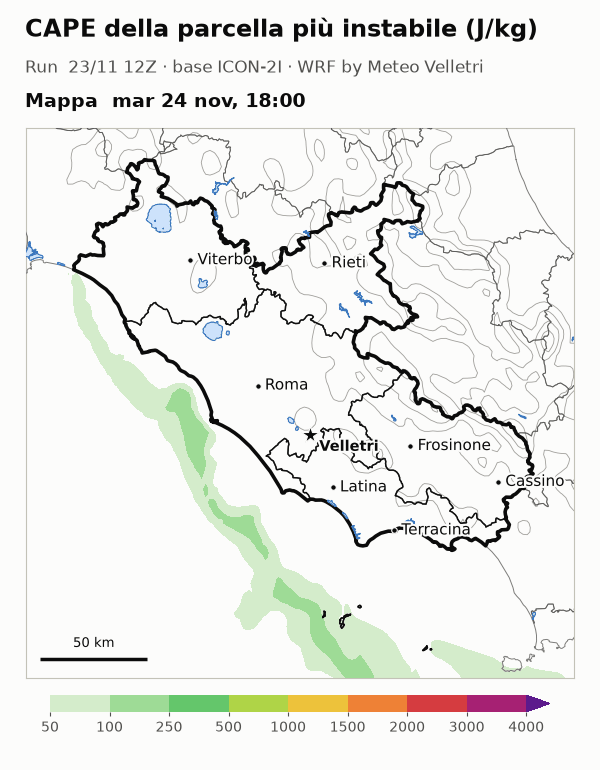 CAPE della parcella più instabile (J/kg)
Run  23/11 12Z · base ICON-2I · WRF by Meteo Velletri
Mappa  mar 24 nov, 18:00
Viterbo
Rieti
Roma
Velletri
Frosinone
Latina
Cassino
Terracina
50 km
50 100 250 500 1000 1500 2000 3000 4000